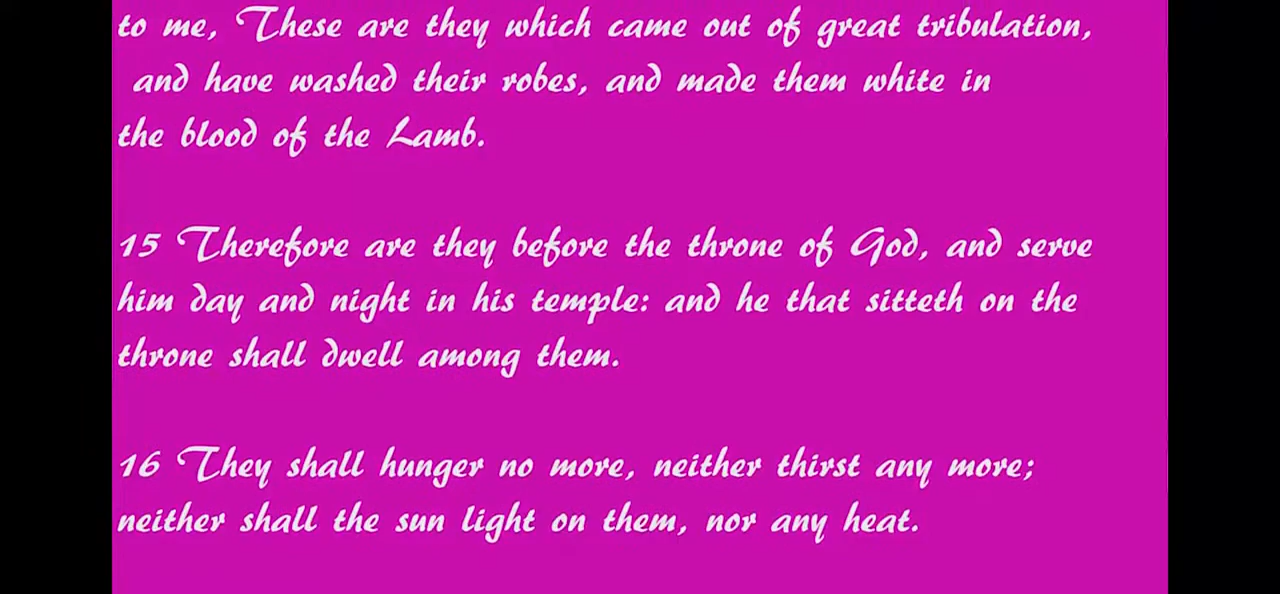 to me, These are they which came out of great tribulation,
and have washed their robes, and made them white in
the blood of the Lamb.
15 Therefore are they before the throne of God, and serve
him day and night in his temple: and he that sitteth on the
throne shall dwell among them.
16 They shall hunger no more, neither thirst any more;
neither shall the sun light on them, nor any heat.